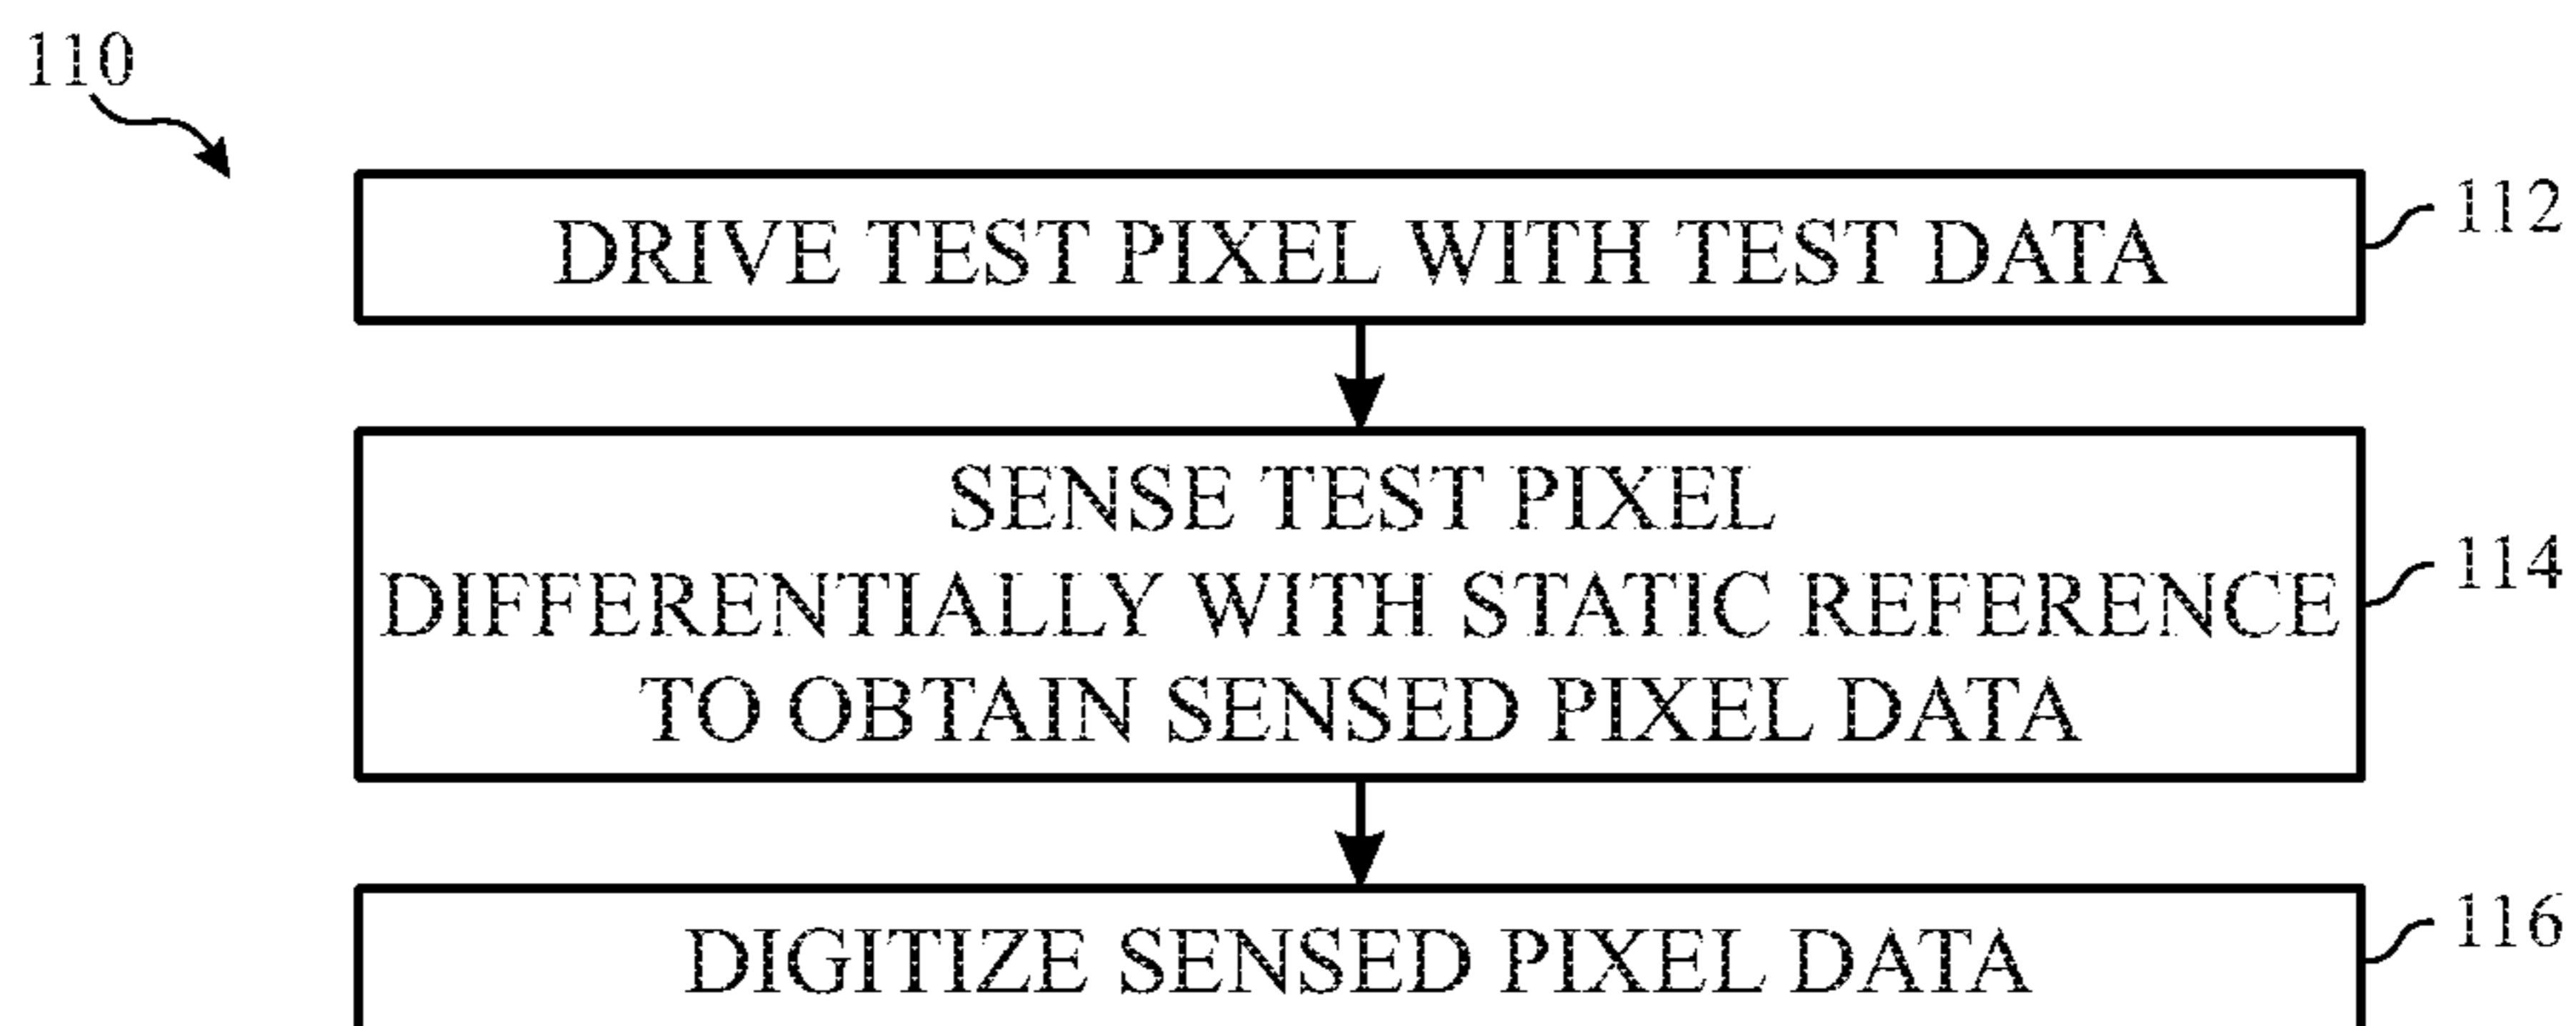 110
DRIVE TEST PIXEL WITH TEST DATA
112
SENSE TEST PIXEL
DIFFERENTIALLY WITH STATIC REFERENCE
TO OBTAIN SENSED PIXEL DATA
114
DIGITIZE SENSED PIXEL DATA
116